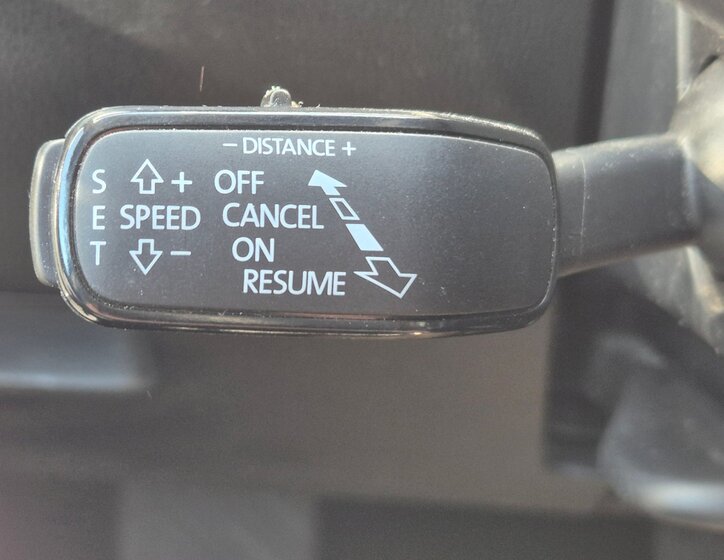 - DISTANCE +
S + OFF
E SPEED CANCEL
T - ON
RESUME